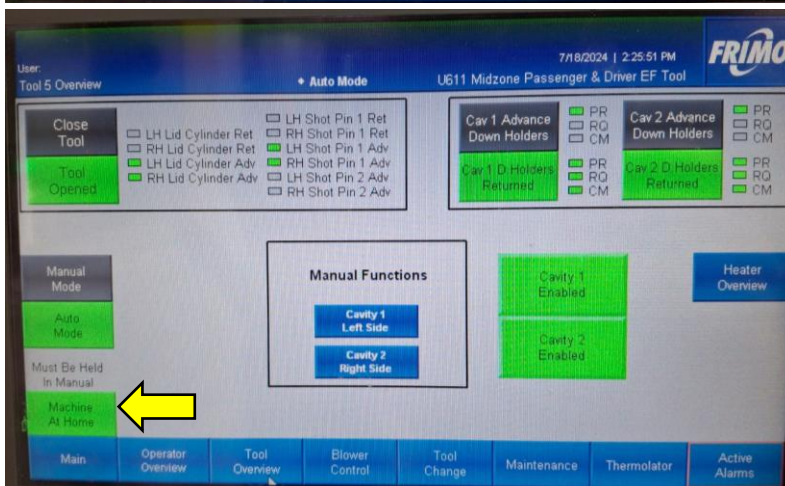 7/18/2024 | 2:25:51 PM
FRIMO
User:
Tool 5 Overview
Auto Mode
U611 Midzone Passenger & Driver EF Tool
Close
Tool
Tool
Opened
LH Lid Cylinder Ret
RH Lid Cylinder Ret
LH Lid Cylinder Adv
RH Lid Cylinder Adv
LH Shot Pin 1 Ret
RH Shot Pin 1 Ret
LH Shot Pin 1 Adv
RH Shot Pin 1 Adv
LH Shot Pin 2 Adv
RH Shot Pin 2 Adv
Cav 1 Advance
Down Holders
PR
RQ
CM
Cav 1 D.Holders
Returned
PR
RQ
CM
Cav 2 Advance
Down Holders
PR
RQ
CM
Cav 2 D.Holders
Returned
PR
RQ
CM
Manual
Mode
Auto
Mode
Must Be Held
In Manual
Machine
At Home
Manual Functions
Cavity 1
Left Side
Cavity 2
Right Side
Cavity 1
Enabled
Cavity 2
Enabled
Heater
Overview
Main
Operator
Overview
Tool
Overview
Blower
Control
Tool
Change
Maintenance
Thermolator
Active
Alarms